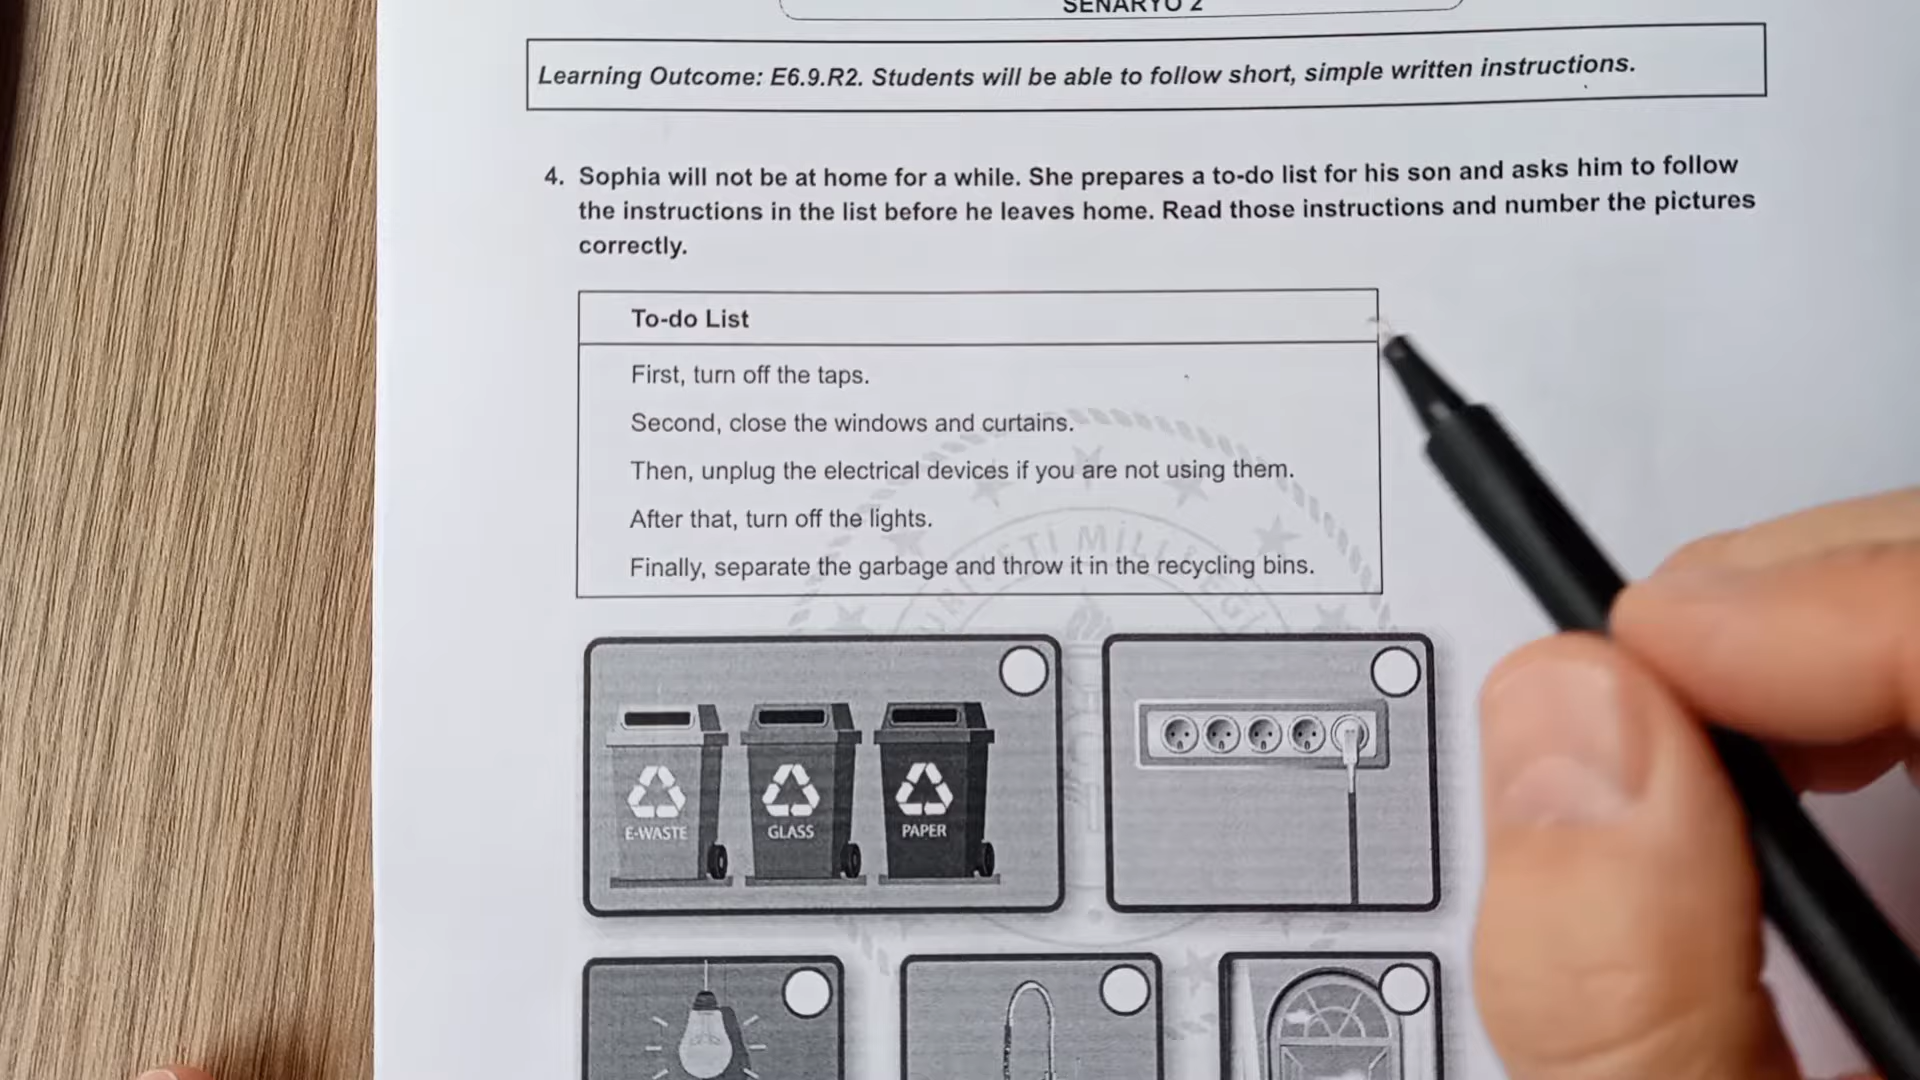 SENARYO 2
Learning Outcome: E6.9.R2. Students will be able to follow short, simple written instructions.
4. Sophia will not be at home for a while. She prepares a to-do list for his son and asks him to follow
the instructions in the list before he leaves home. Read those instructions and number the pictures
correctly.
To-do List
First, turn off the taps.
Second, close the windows and curtains.
Then, unplug the electrical devices if you are not using them.
After that, turn off the lights.
Finally, separate the garbage and throw it in the recycling bins.
E-WASTE
GLASS
PAPER